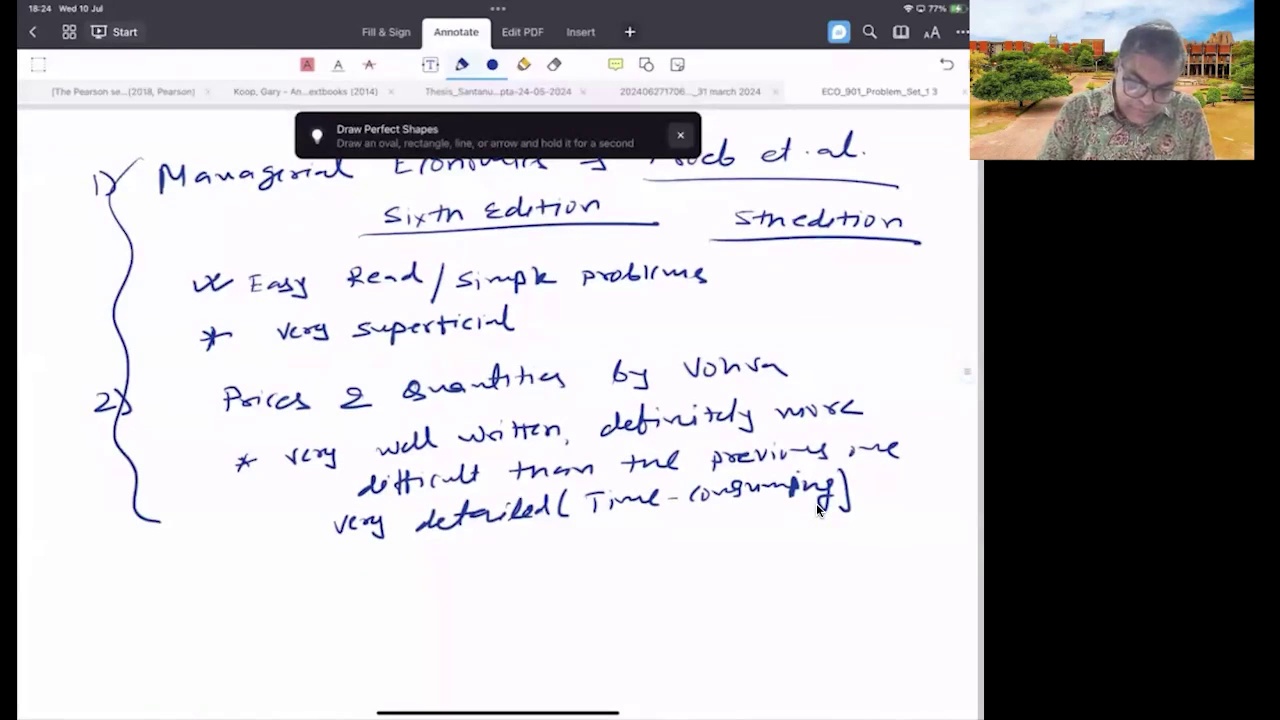 18:24 Wed 10 Jul
77%
Start
Fill & Sign
Annotate
Edit PDF
Insert
[The Pearson se...(2018, Pearson)
Koop, Gary - An...extbooks (2014)
Thesis_Santanu...pta-24-05-2024
202406271706..._31 march 2024
ECO_901_Problem_Set_1 3
Draw Perfect Shapes
Draw an oval, rectangle, line, or arrow and hold it for a second
1) Managerial Economics et.al.
Sixth Edition 5th edition
Easy Read/simple problems
* very superficial
2) Prices & Quantities by Vohra
* very well written, definitely more
difficult than the previous one
very detailed (Time-consuming)